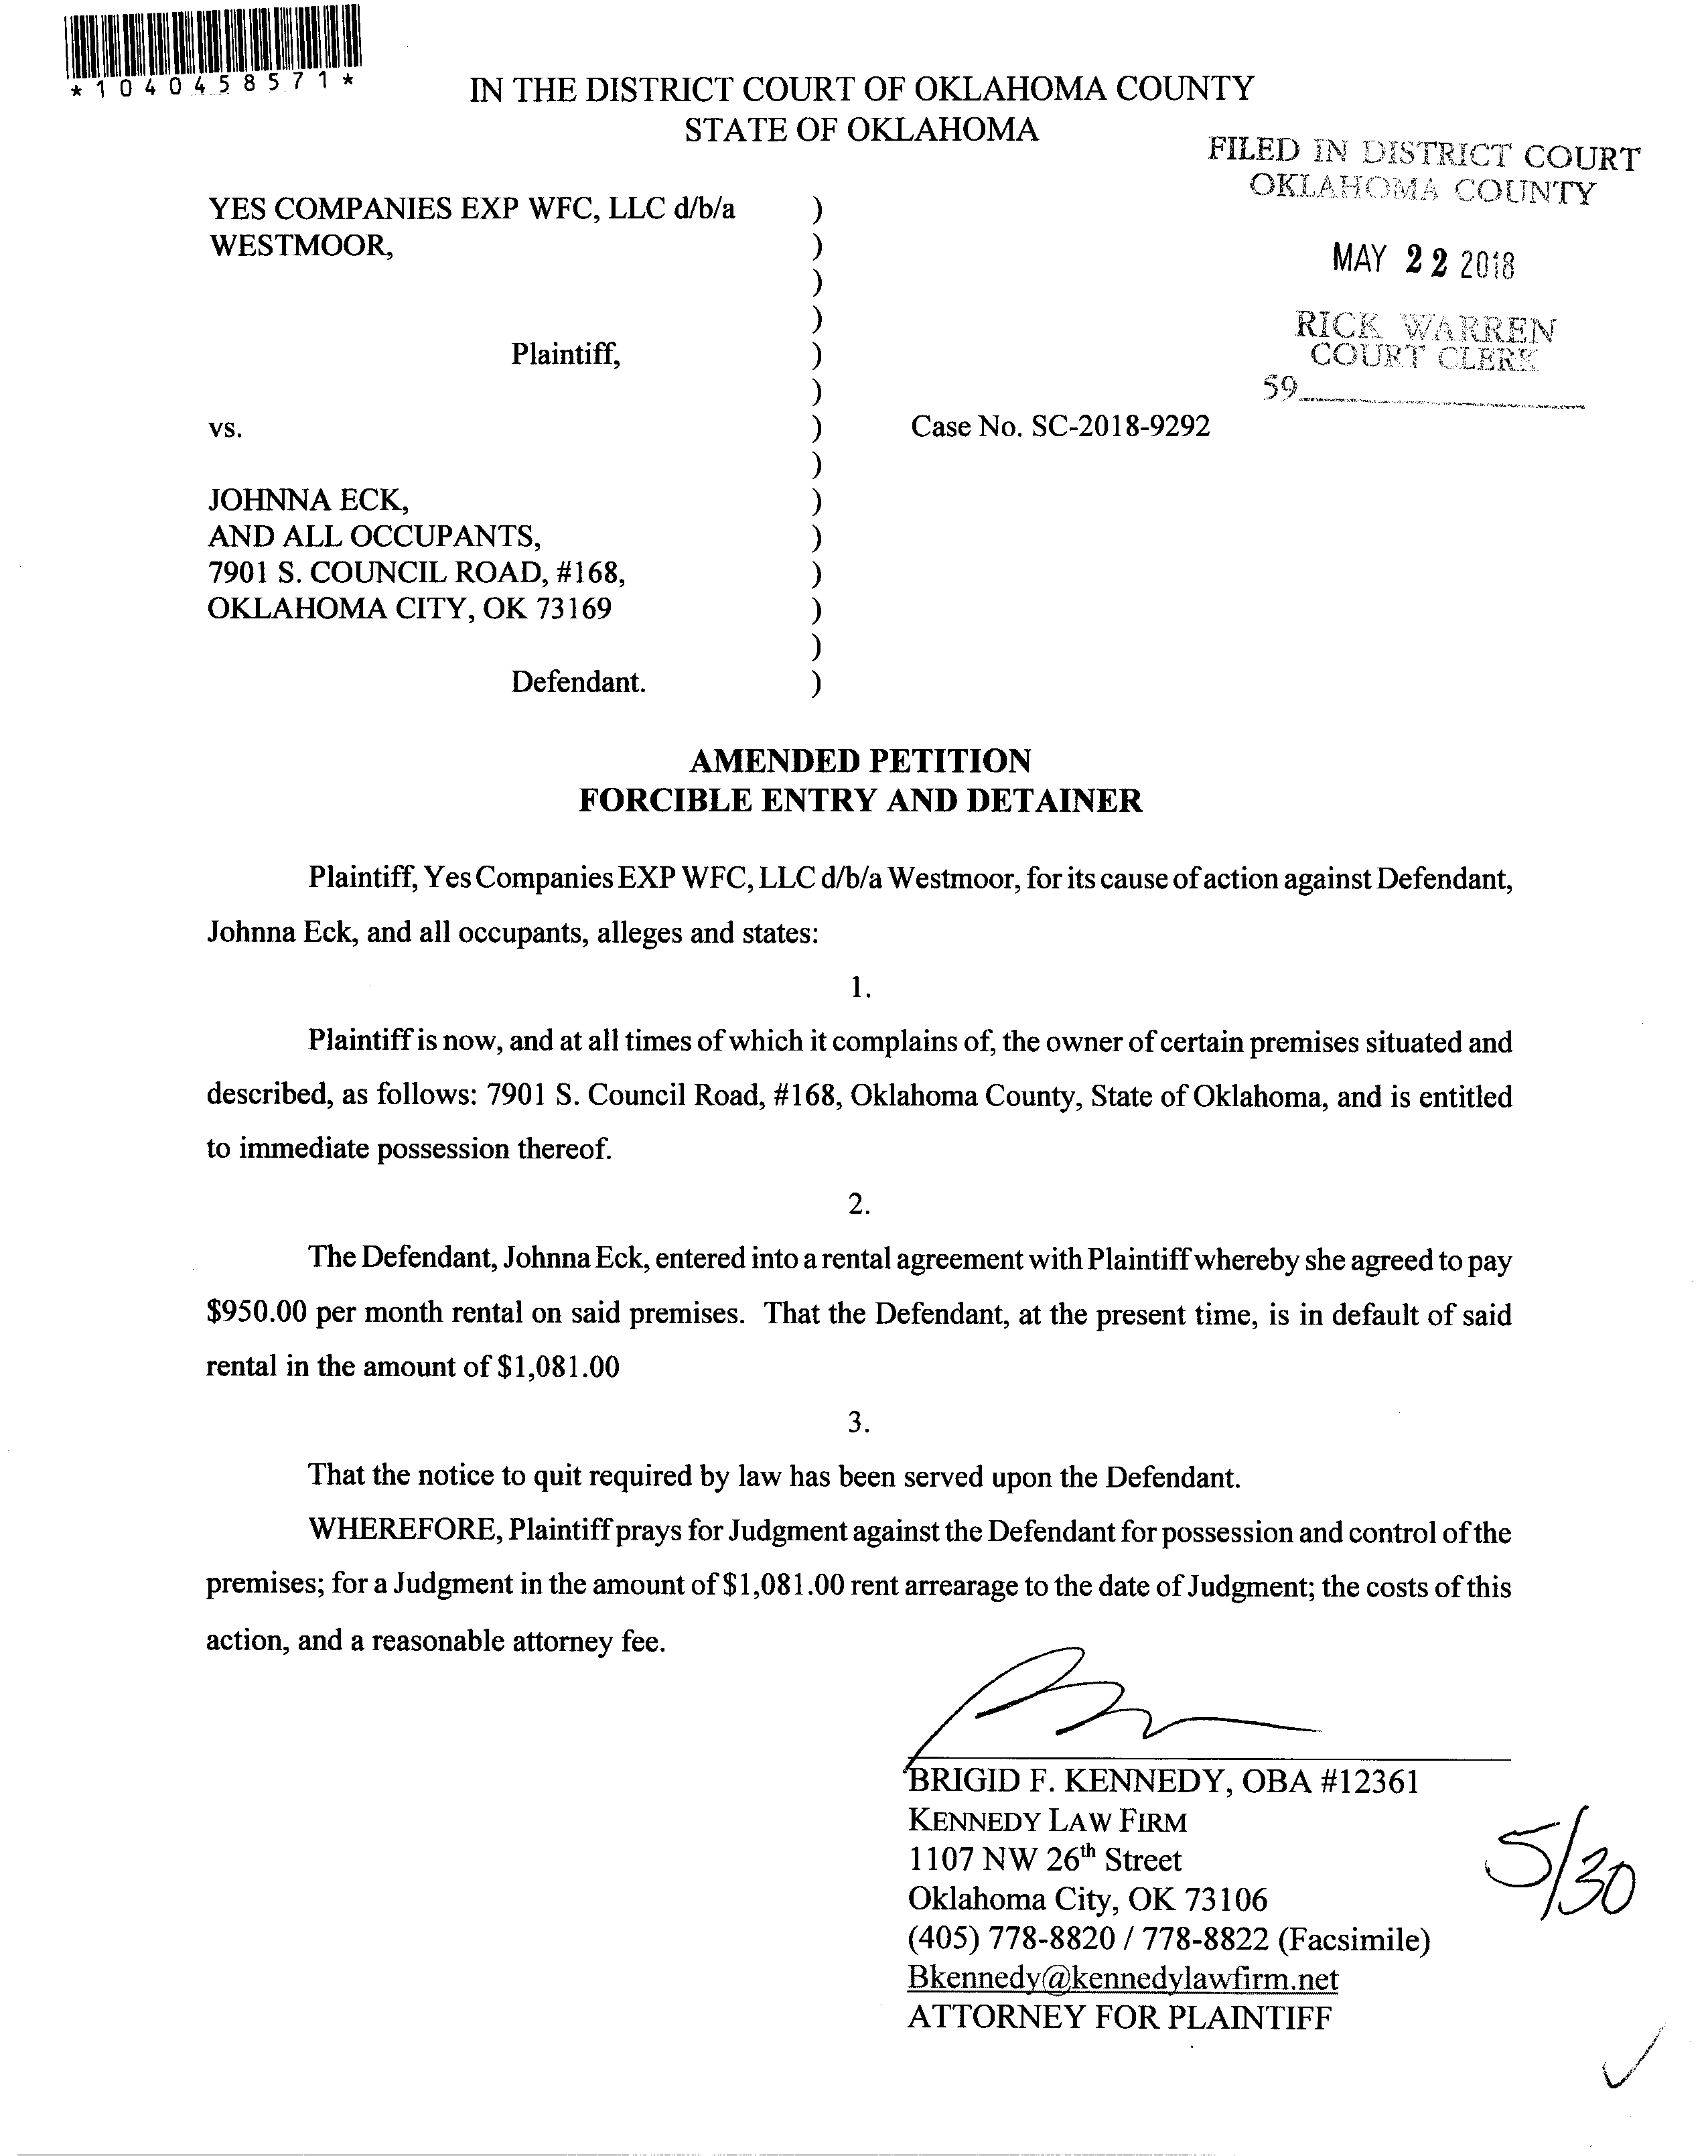 *1040458571*
IN THE DISTRICT COURT OF OKLAHOMA COUNTY
STATE OF OKLAHOMA
FILED IN DISTRICT COURT
OKLAHOMA COUNTY
MAY 22 2018
RICK WARREN
COURT CLERK
59
YES COMPANIES EXP WFC, LLC d/b/a )
WESTMOOR, )
)
)
Plaintiff, )
)
vs. ) Case No. SC-2018-9292
)
JOHNNA ECK, )
AND ALL OCCUPANTS, )
7901 S. COUNCIL ROAD, #168, )
OKLAHOMA CITY, OK 73169 )
)
Defendant. )
AMENDED PETITION
FORCIBLE ENTRY AND DETAINER
Plaintiff, Yes Companies EXP WFC, LLC d/b/a Westmoor, for its cause of action against Defendant,
Johnna Eck, and all occupants, alleges and states:
1.
Plaintiff is now, and at all times of which it complains of, the owner of certain premises situated and
described, as follows: 7901 S. Council Road, #168, Oklahoma County, State of Oklahoma, and is entitled
to immediate possession thereof.
2.
The Defendant, Johnna Eck, entered into a rental agreement with Plaintiff whereby she agreed to pay
$950.00 per month rental on said premises. That the Defendant, at the present time, is in default of said
rental in the amount of $1,081.00
3.
That the notice to quit required by law has been served upon the Defendant.
WHEREFORE, Plaintiff prays for Judgment against the Defendant for possession and control of the
premises; for a Judgment in the amount of $1,081.00 rent arrearage to the date of Judgment; the costs of this
action, and a reasonable attorney fee.
BRIGID F. KENNEDY, OBA #12361
KENNEDY LAW FIRM
1107 NW 26th Street
Oklahoma City, OK 73106
(405) 778-8820 / 778-8822 (Facsimile)
Bkennedy@kennedylawfirm.net
ATTORNEY FOR PLAINTIFF
5/30